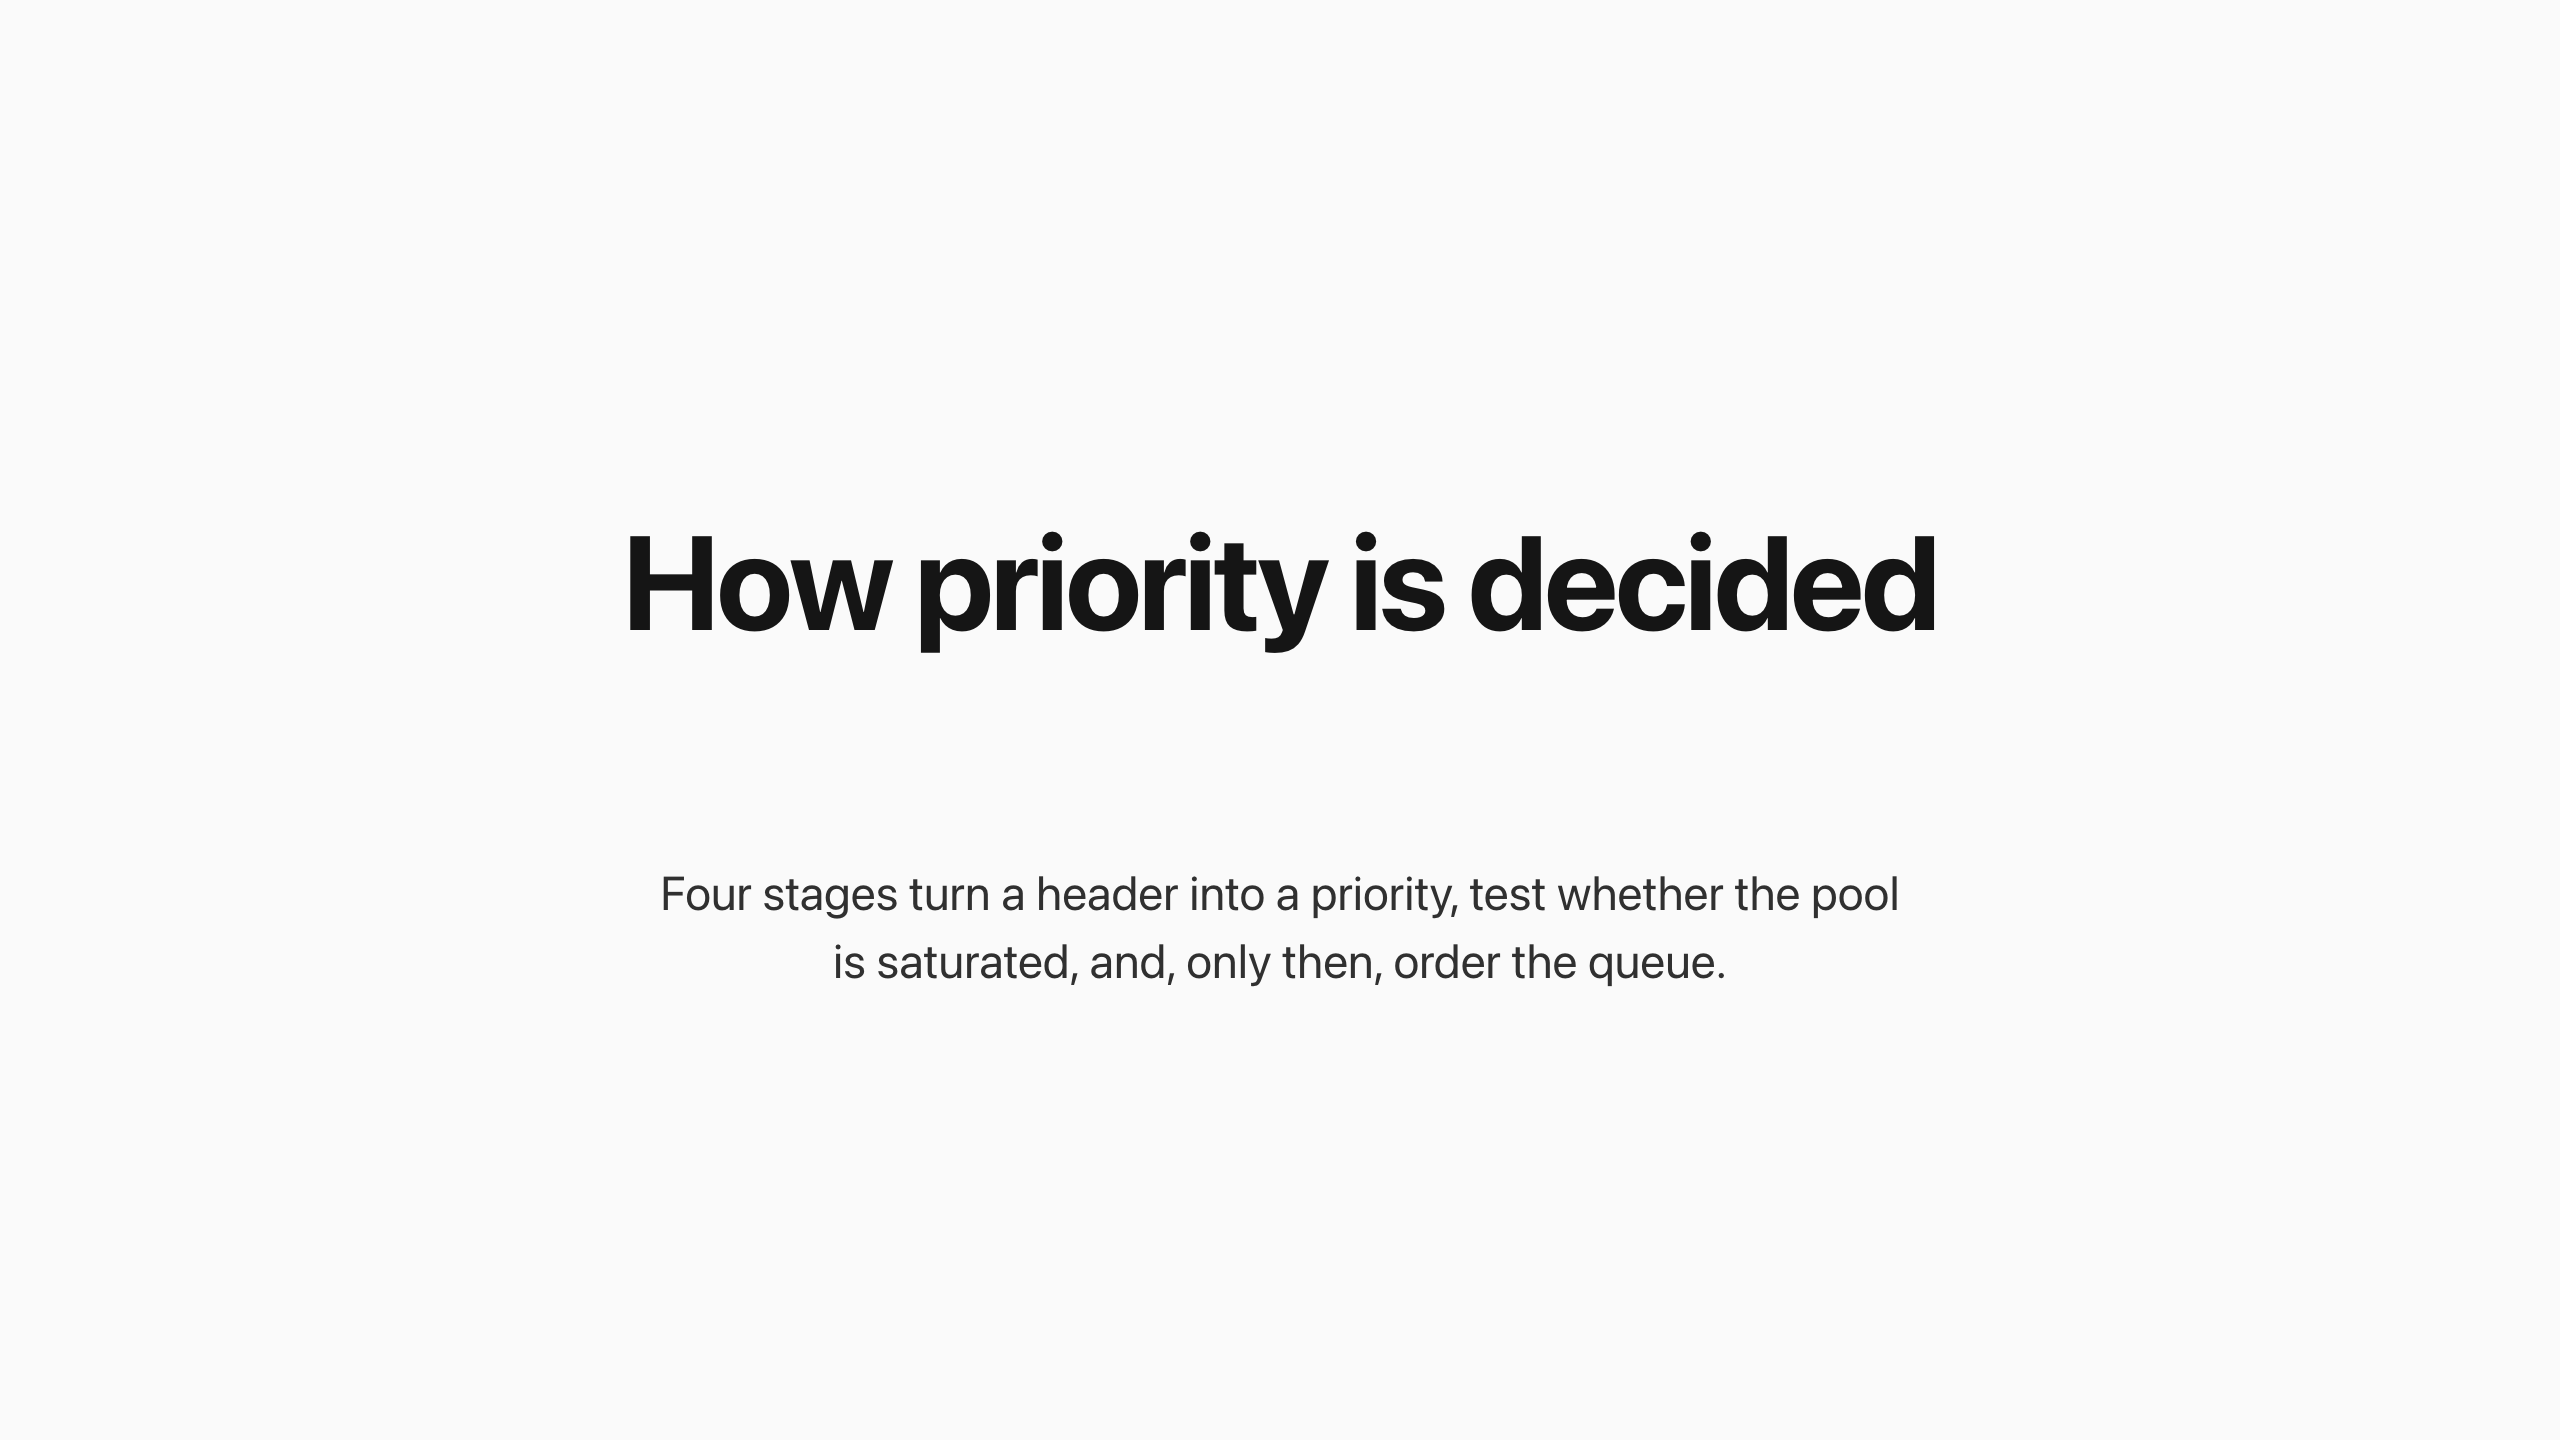 How priority is decided
Four stages turn a header into a priority, test whether the pool
is saturated, and, only then, order the queue.